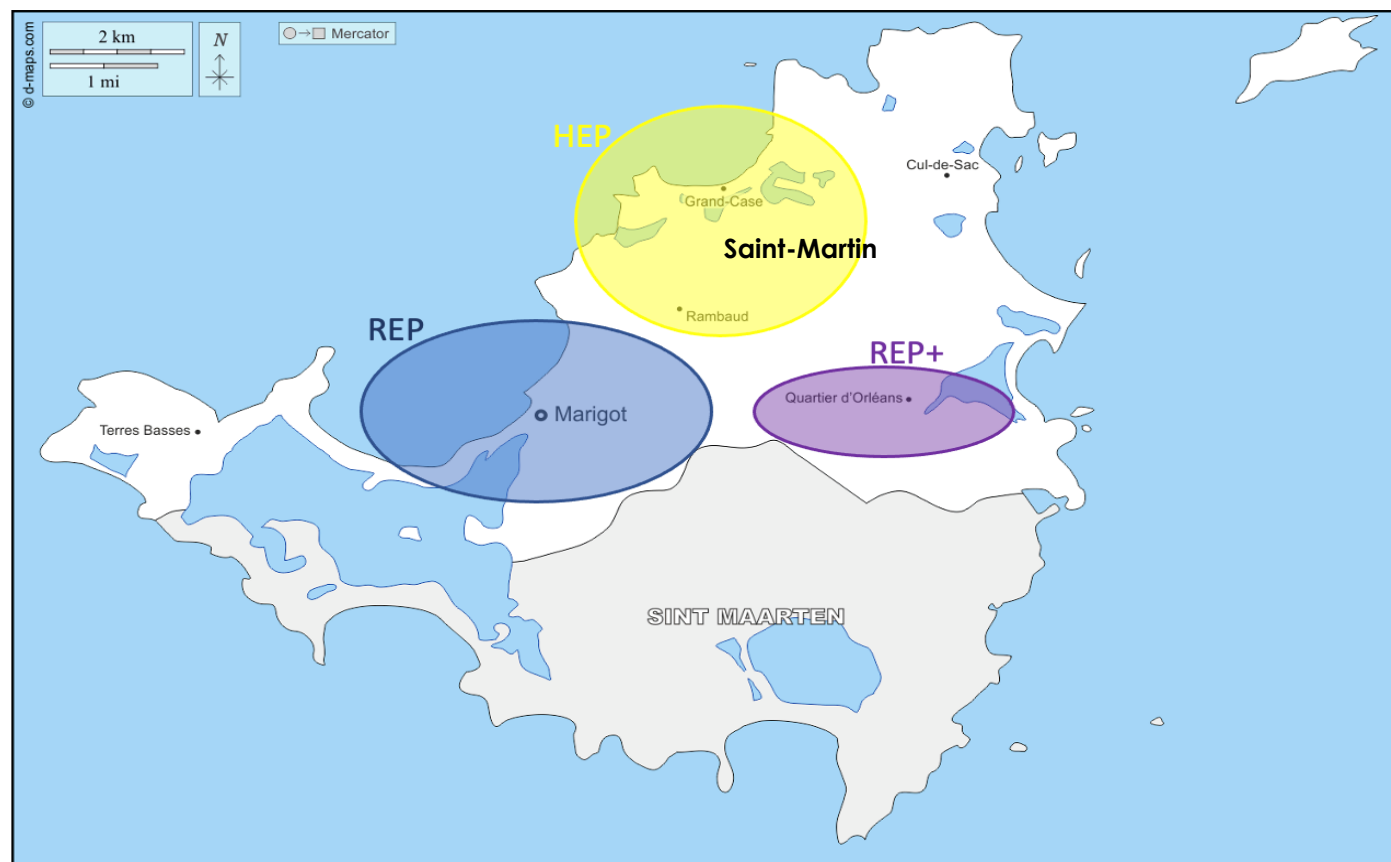 © d-maps.com
2 km
1 mi
N
Mercator
HEP
Cul-de-Sac
Grand-Case
Saint-Martin
Rambaud
REP
REP+
Quartier d'Orléans
Marigot
Terres Basses
SINT MAARTEN